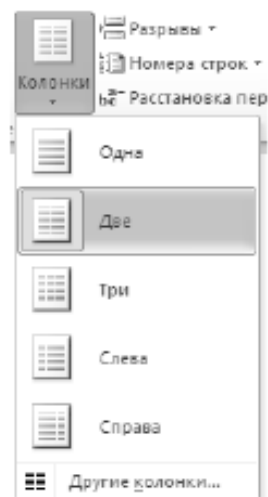 Разрывы
Номера строк
Колонки
Расстановка пер
Одна
Две
Три
Слева
Справа
Другие колонки...